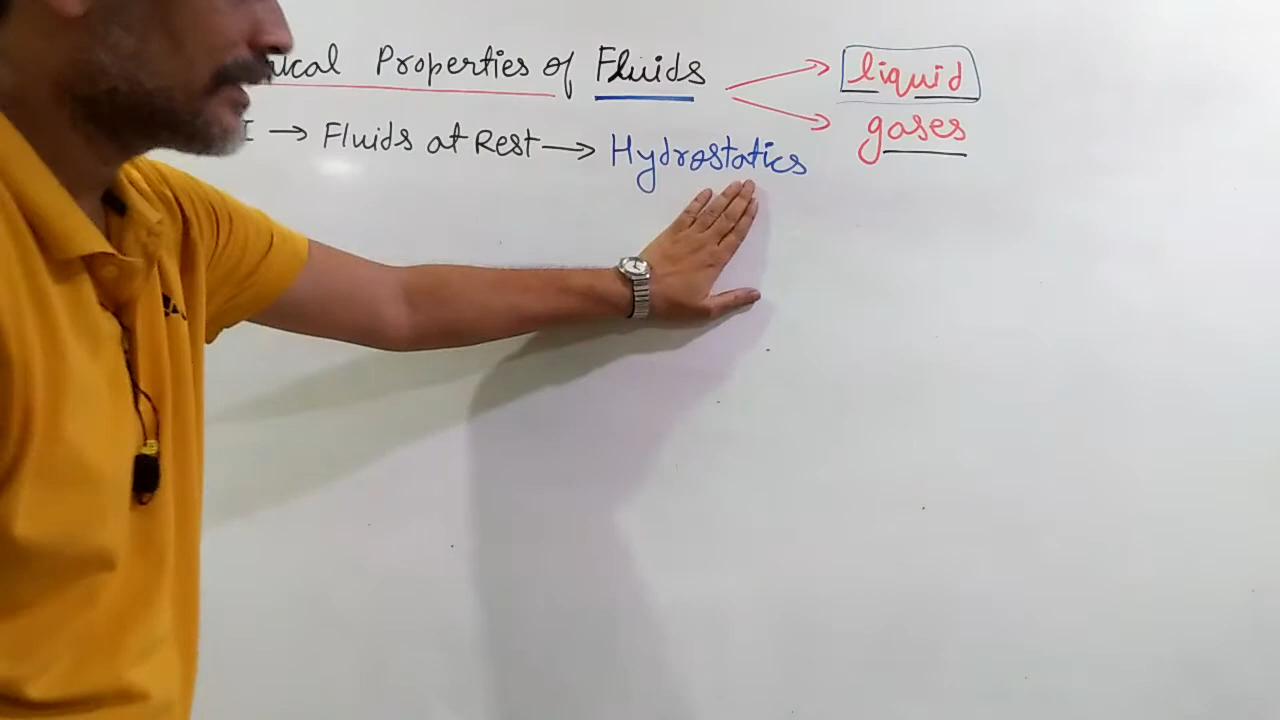 ical Properties of Fluids → liquid
→ gases
I → Fluids at Rest → Hydrostatics